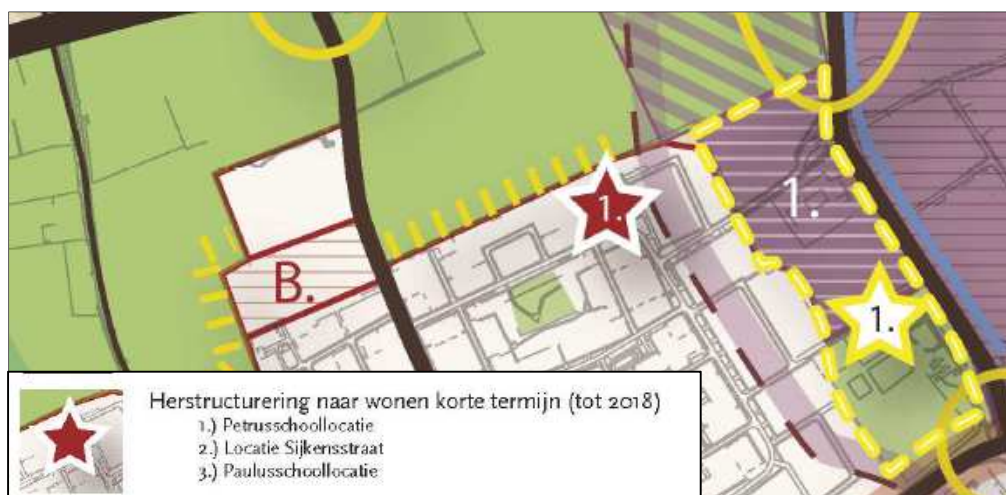 1.
1.
B.
1.
Herstructurering naar wonen korte termijn (tot 2018)
1.) Petrusschoollocatie
2.) Locatie Sijkensstraat
3.) Paulusschoollocatie